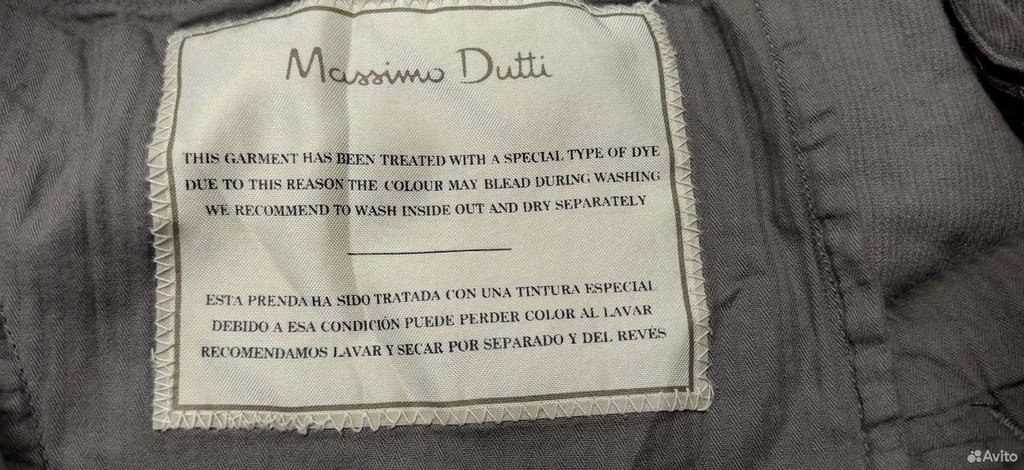 Massimo Dutti
THIS GARMENT HAS BEEN TREATED WITH A SPECIAL TYPE OF DYE
DUE TO THIS REASON THE COLOUR MAY BLEAD DURING WASHING
WE RECOMMEND TO WASH INSIDE OUT AND DRY SEPARATELY
ESTA PRENDA HA SIDO TRATADA CON UNA TINTURA ESPECIAL
DEBIDO A ESA CONDICIÓN PUEDE PERDER COLOR AL LAVAR
RECOMENDAMOS LAVAR Y SECAR POR SEPARADO Y DEL REVÉS
Avito